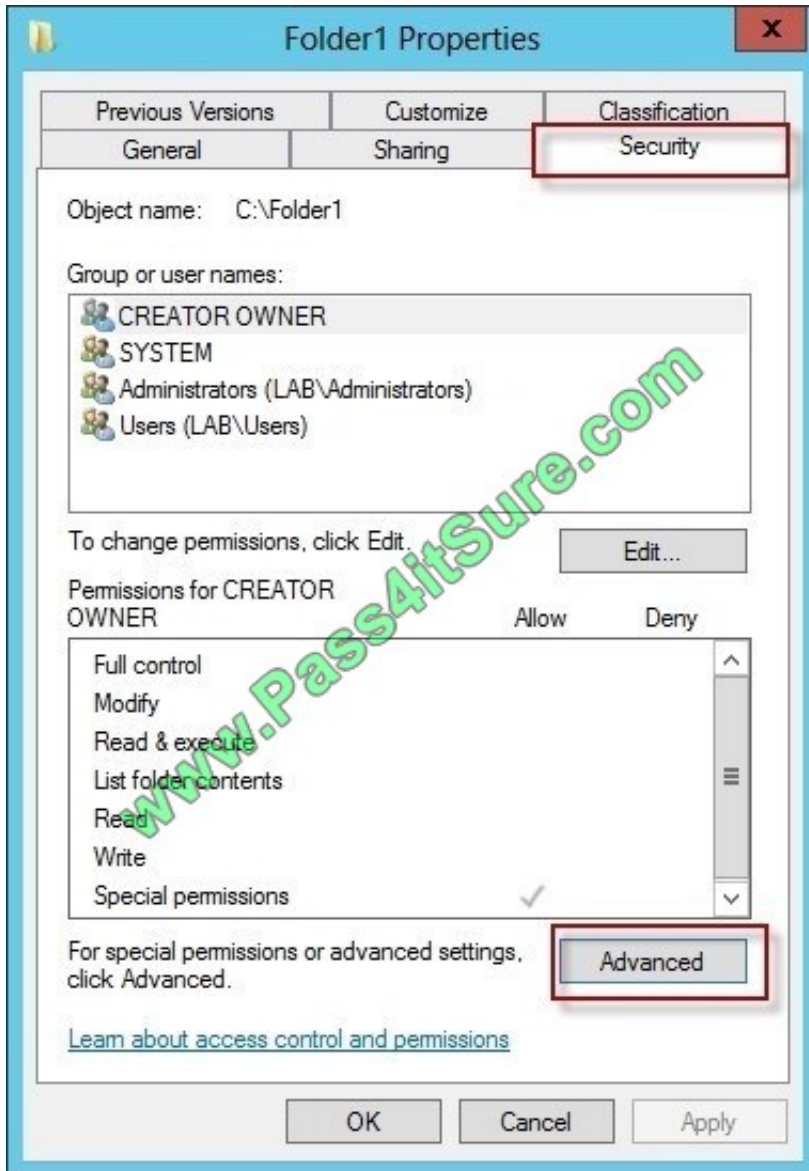 Folder1 Properties
x
Previous Versions Customize Classification
General Sharing Security
Object name: C:\Folder1
Group or user names:
CREATOR OWNER
SYSTEM
Administrators (LAB\Administrators)
Users (LAB\Users)
To change permissions, click Edit.
Edit...
Permissions for CREATOR
OWNER Allow Deny
Full control
Modify
Read & execute
List folder contents
Read
Write
Special permissions
For special permissions or advanced settings,
click Advanced.
Advanced
Learn about access control and permissions
OK Cancel Apply
www.Pass4itSure.com